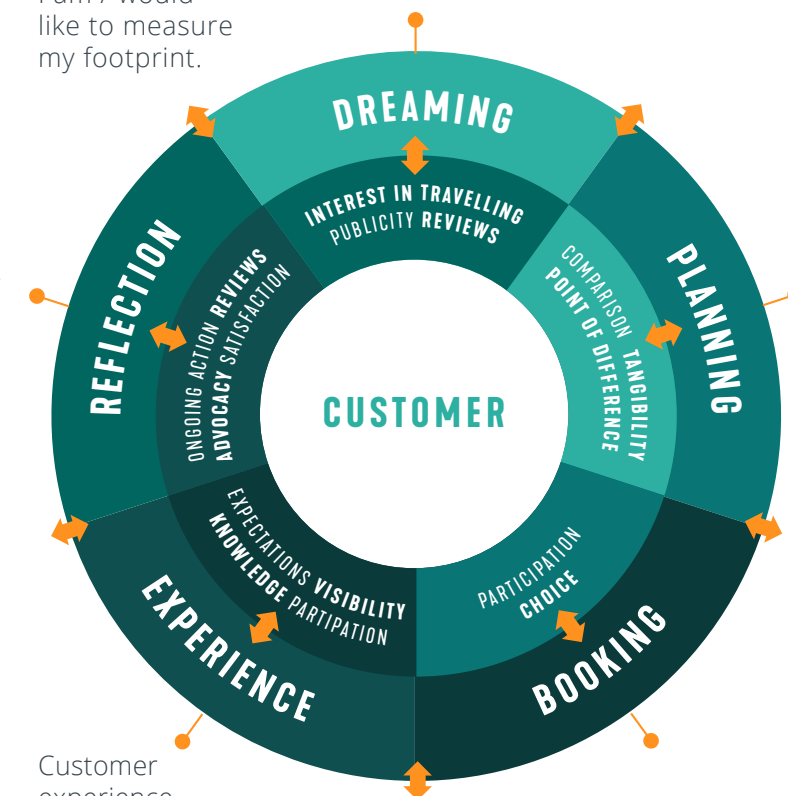 like to measure
my footprint.
DREAMING
INTEREST IN TRAVELLING
PUBLICITY REVIEWS
PLANNING
COMPARISON TANGIBILITY
POINT OF DIFFERENCE
BOOKING
PARTICIPATION
CHOICE
EXPERIENCE
EXPECTATIONS VISIBILITY
KNOWLEDGE PARTIPATION
REFLECTION
ONGOING ACTION REVIEWS
ADVOCACY SATISFACTION
CUSTOMER
Customer